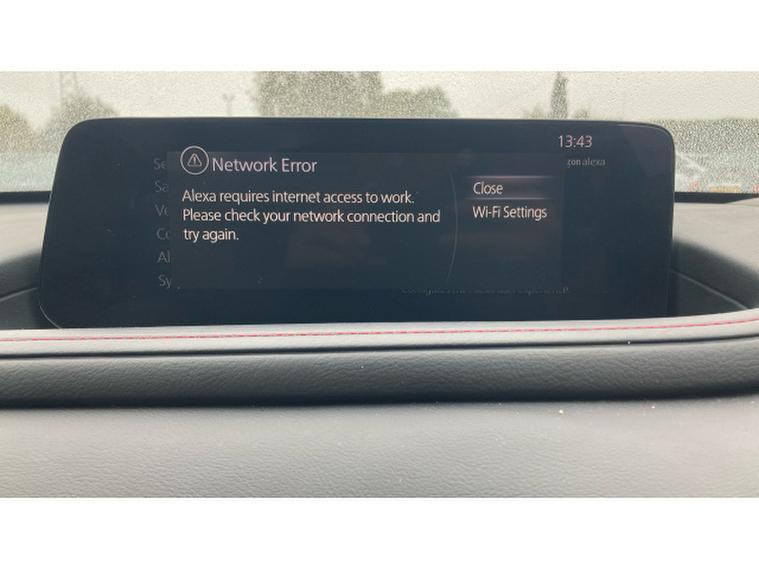 13:43
Network Error
alexa
Alexa requires internet access to work.
Please check your network connection and
try again.
Close
Wi-Fi Settings